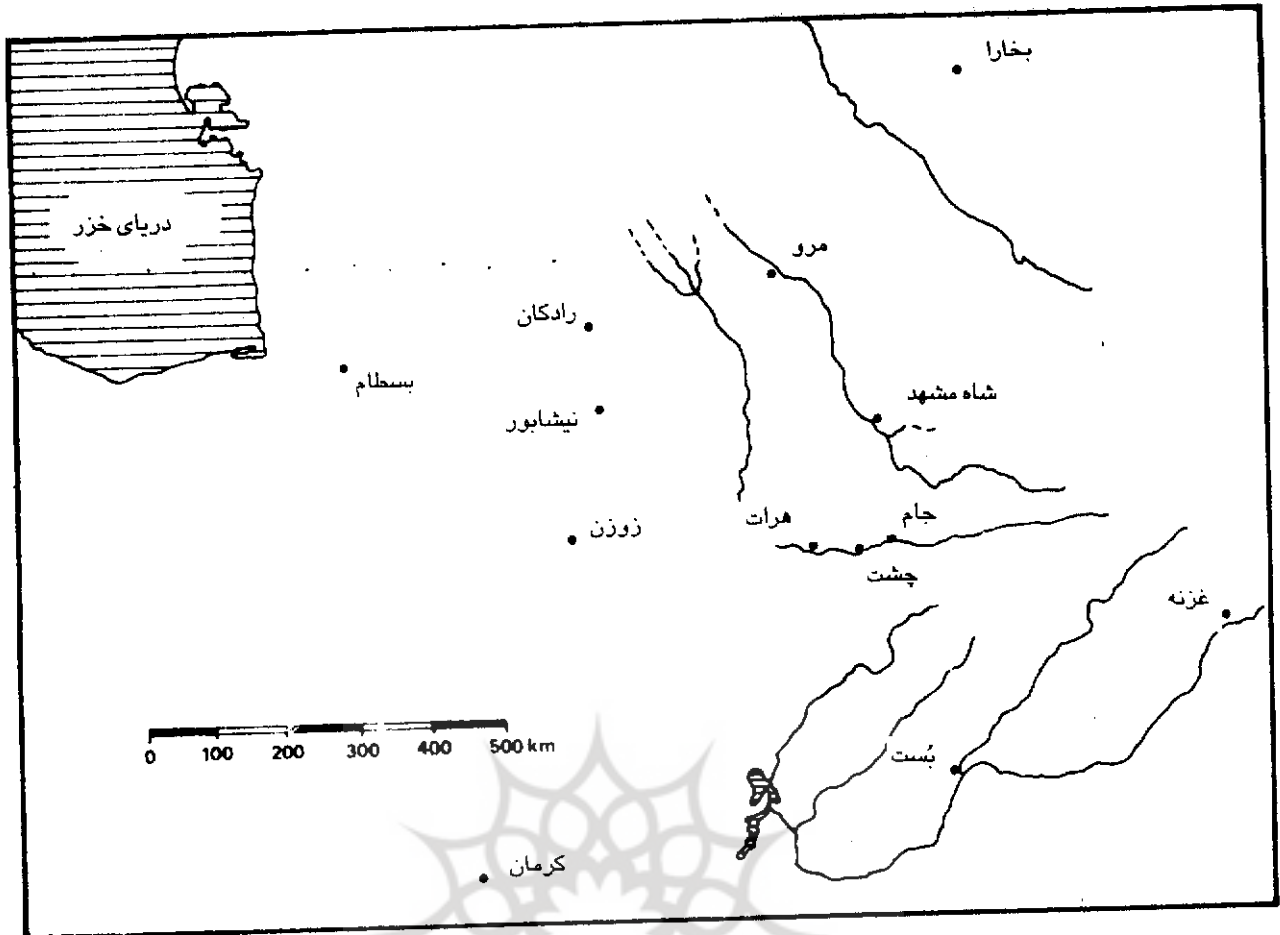 بخارا
دریای خزر
مرو
رادکان
بسطام
شاه مشهد
نیشابور
جام
هرات
زوزن
چشت
غزنه
0 100 200 300 400 500 km
بُست
کرمان